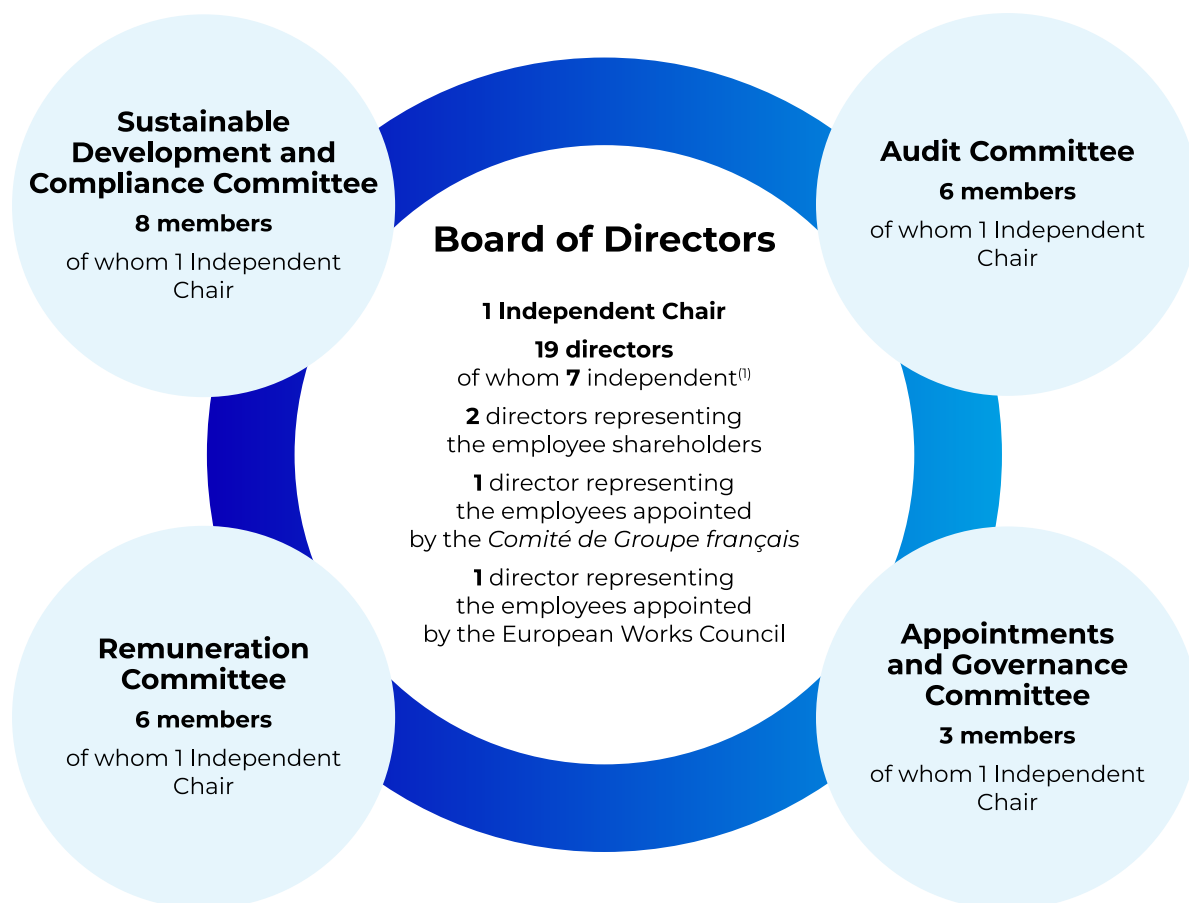 Sustainable
Development and
Compliance Committee
8 members
of whom 1 Independent
Chair
Audit Committee
6 members
of whom 1 Independent
Chair
Board of Directors
1 Independent Chair
19 directors
of whom 7 independent(1)
2 directors representing
the employee shareholders
1 director representing
the employees appointed
by the Comité de Groupe français
1 director representing
the employees appointed
by the European Works Council
Remuneration
Committee
6 members
of whom 1 Independent
Chair
Appointments
and Governance
Committee
3 members
of whom 1 Independent
Chair